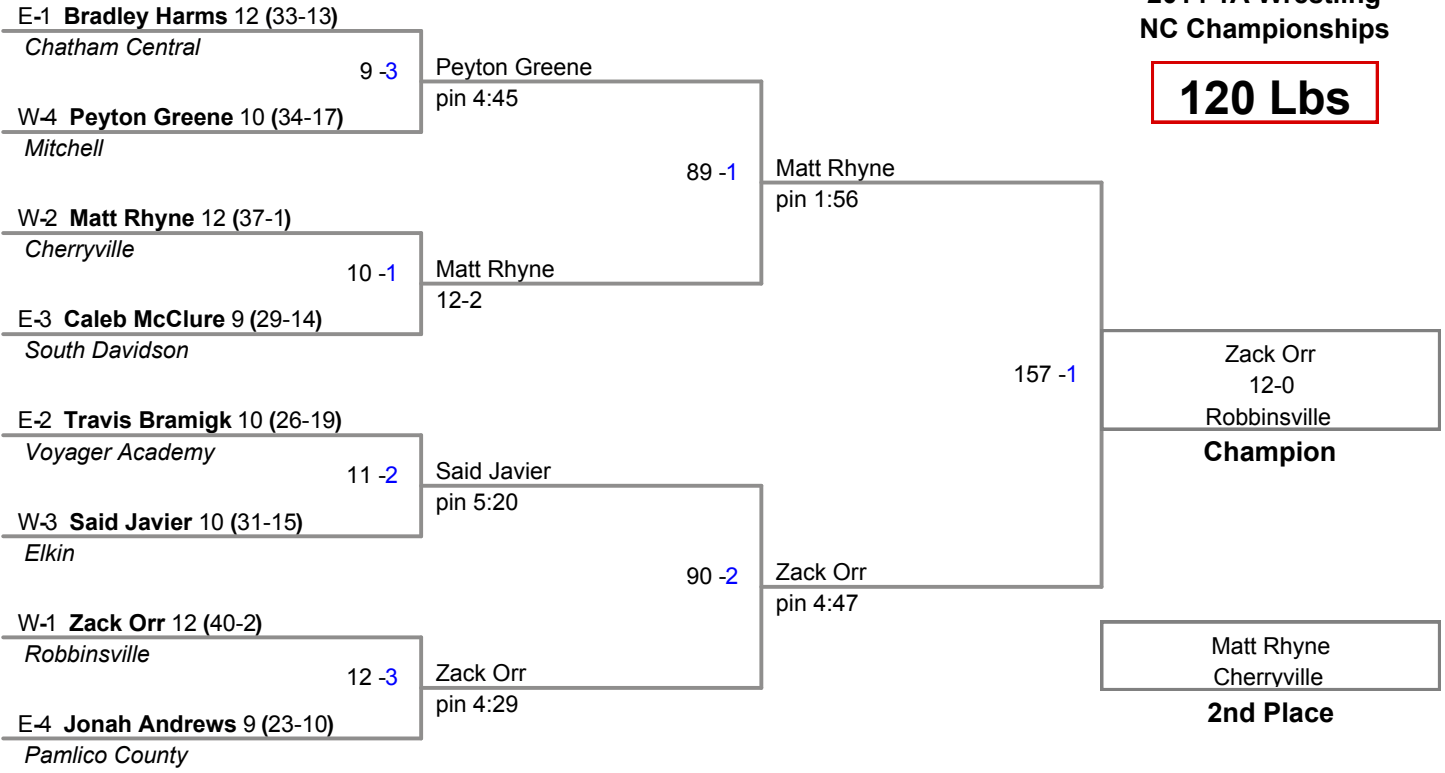 E-1 Bradley Harms 12 (33-13)
Chatham Central
9 -3
Peyton Greene
pin 4:45
W-4 Peyton Greene 10 (34-17)
Mitchell
89 -1
Matt Rhyne
pin 1:56
W-2 Matt Rhyne 12 (37-1)
Cherryville
10 -1
Matt Rhyne
12-2
E-3 Caleb McClure 9 (29-14)
South Davidson
157 -1
E-2 Travis Bramigk 10 (26-19)
Voyager Academy
11 -2
Said Javier
pin 5:20
W-3 Said Javier 10 (31-15)
Elkin
90 -2
Zack Orr
pin 4:47
W-1 Zack Orr 12 (40-2)
Robbinsville
12 -3
Zack Orr
pin 4:29
E-4 Jonah Andrews 9 (23-10)
Pamlico County
NC Championships
120 Lbs
Zack Orr
12-0
Robbinsville
Champion
Matt Rhyne
Cherryville
2nd Place